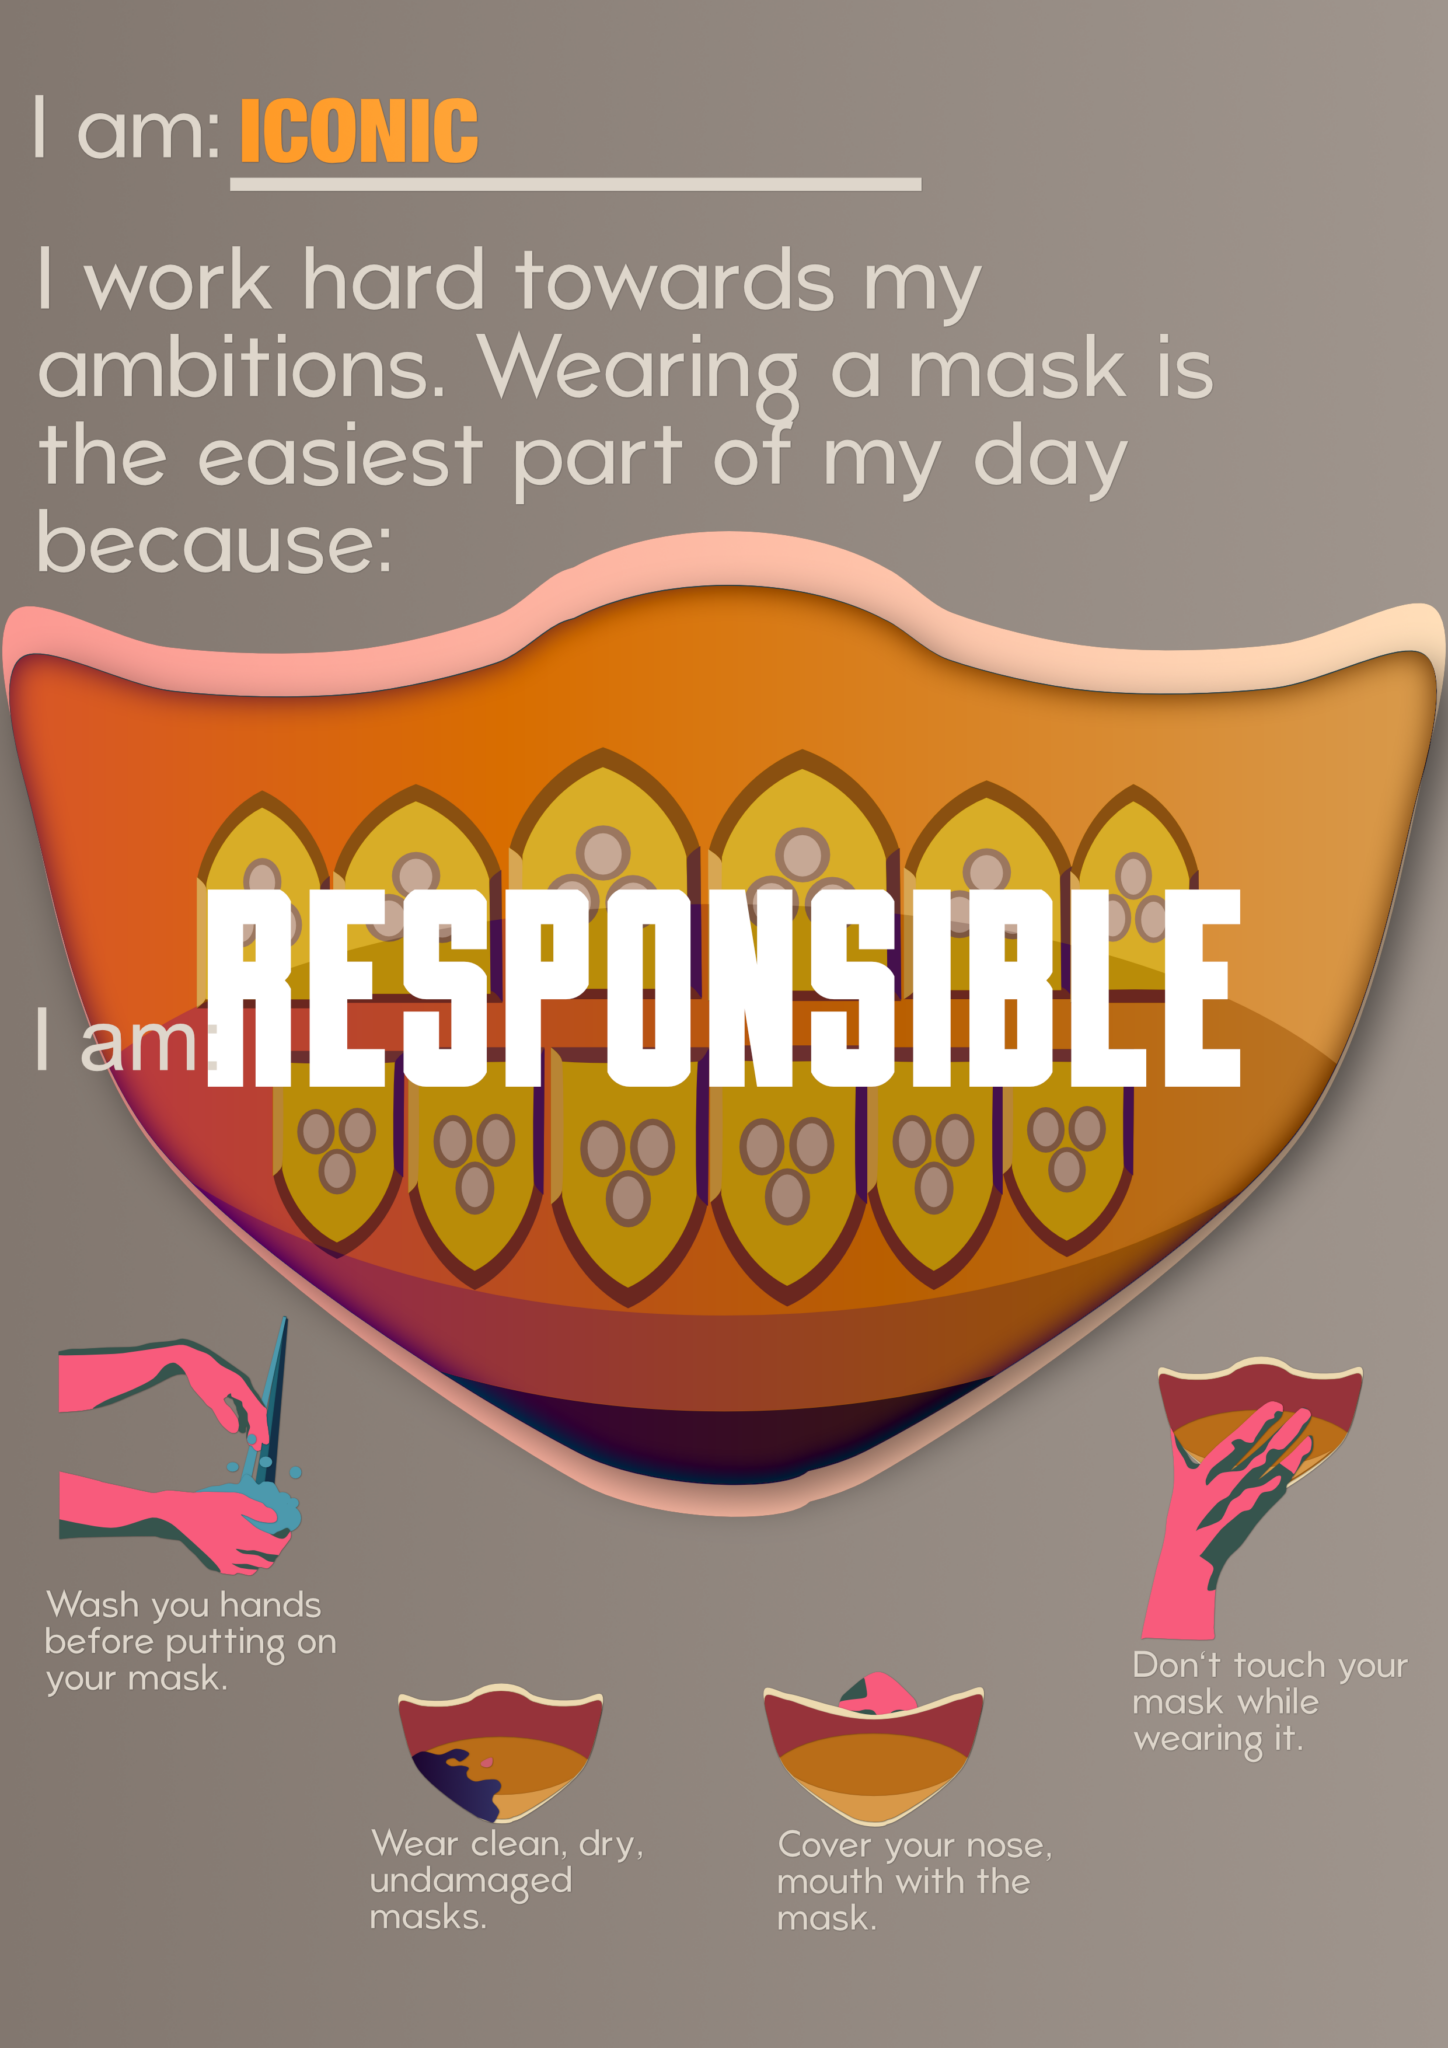 I am: ICONIC
I work hard towards my
ambitions. Wearing a mask is
the easiest part of my day
because:
I am: RESPONSIBLE
Wash you hands
before putting on
your mask.
Wear clean, dry,
undamaged
masks.
Cover your nose,
mouth with the
mask.
Don't touch your
mask while
wearing it.